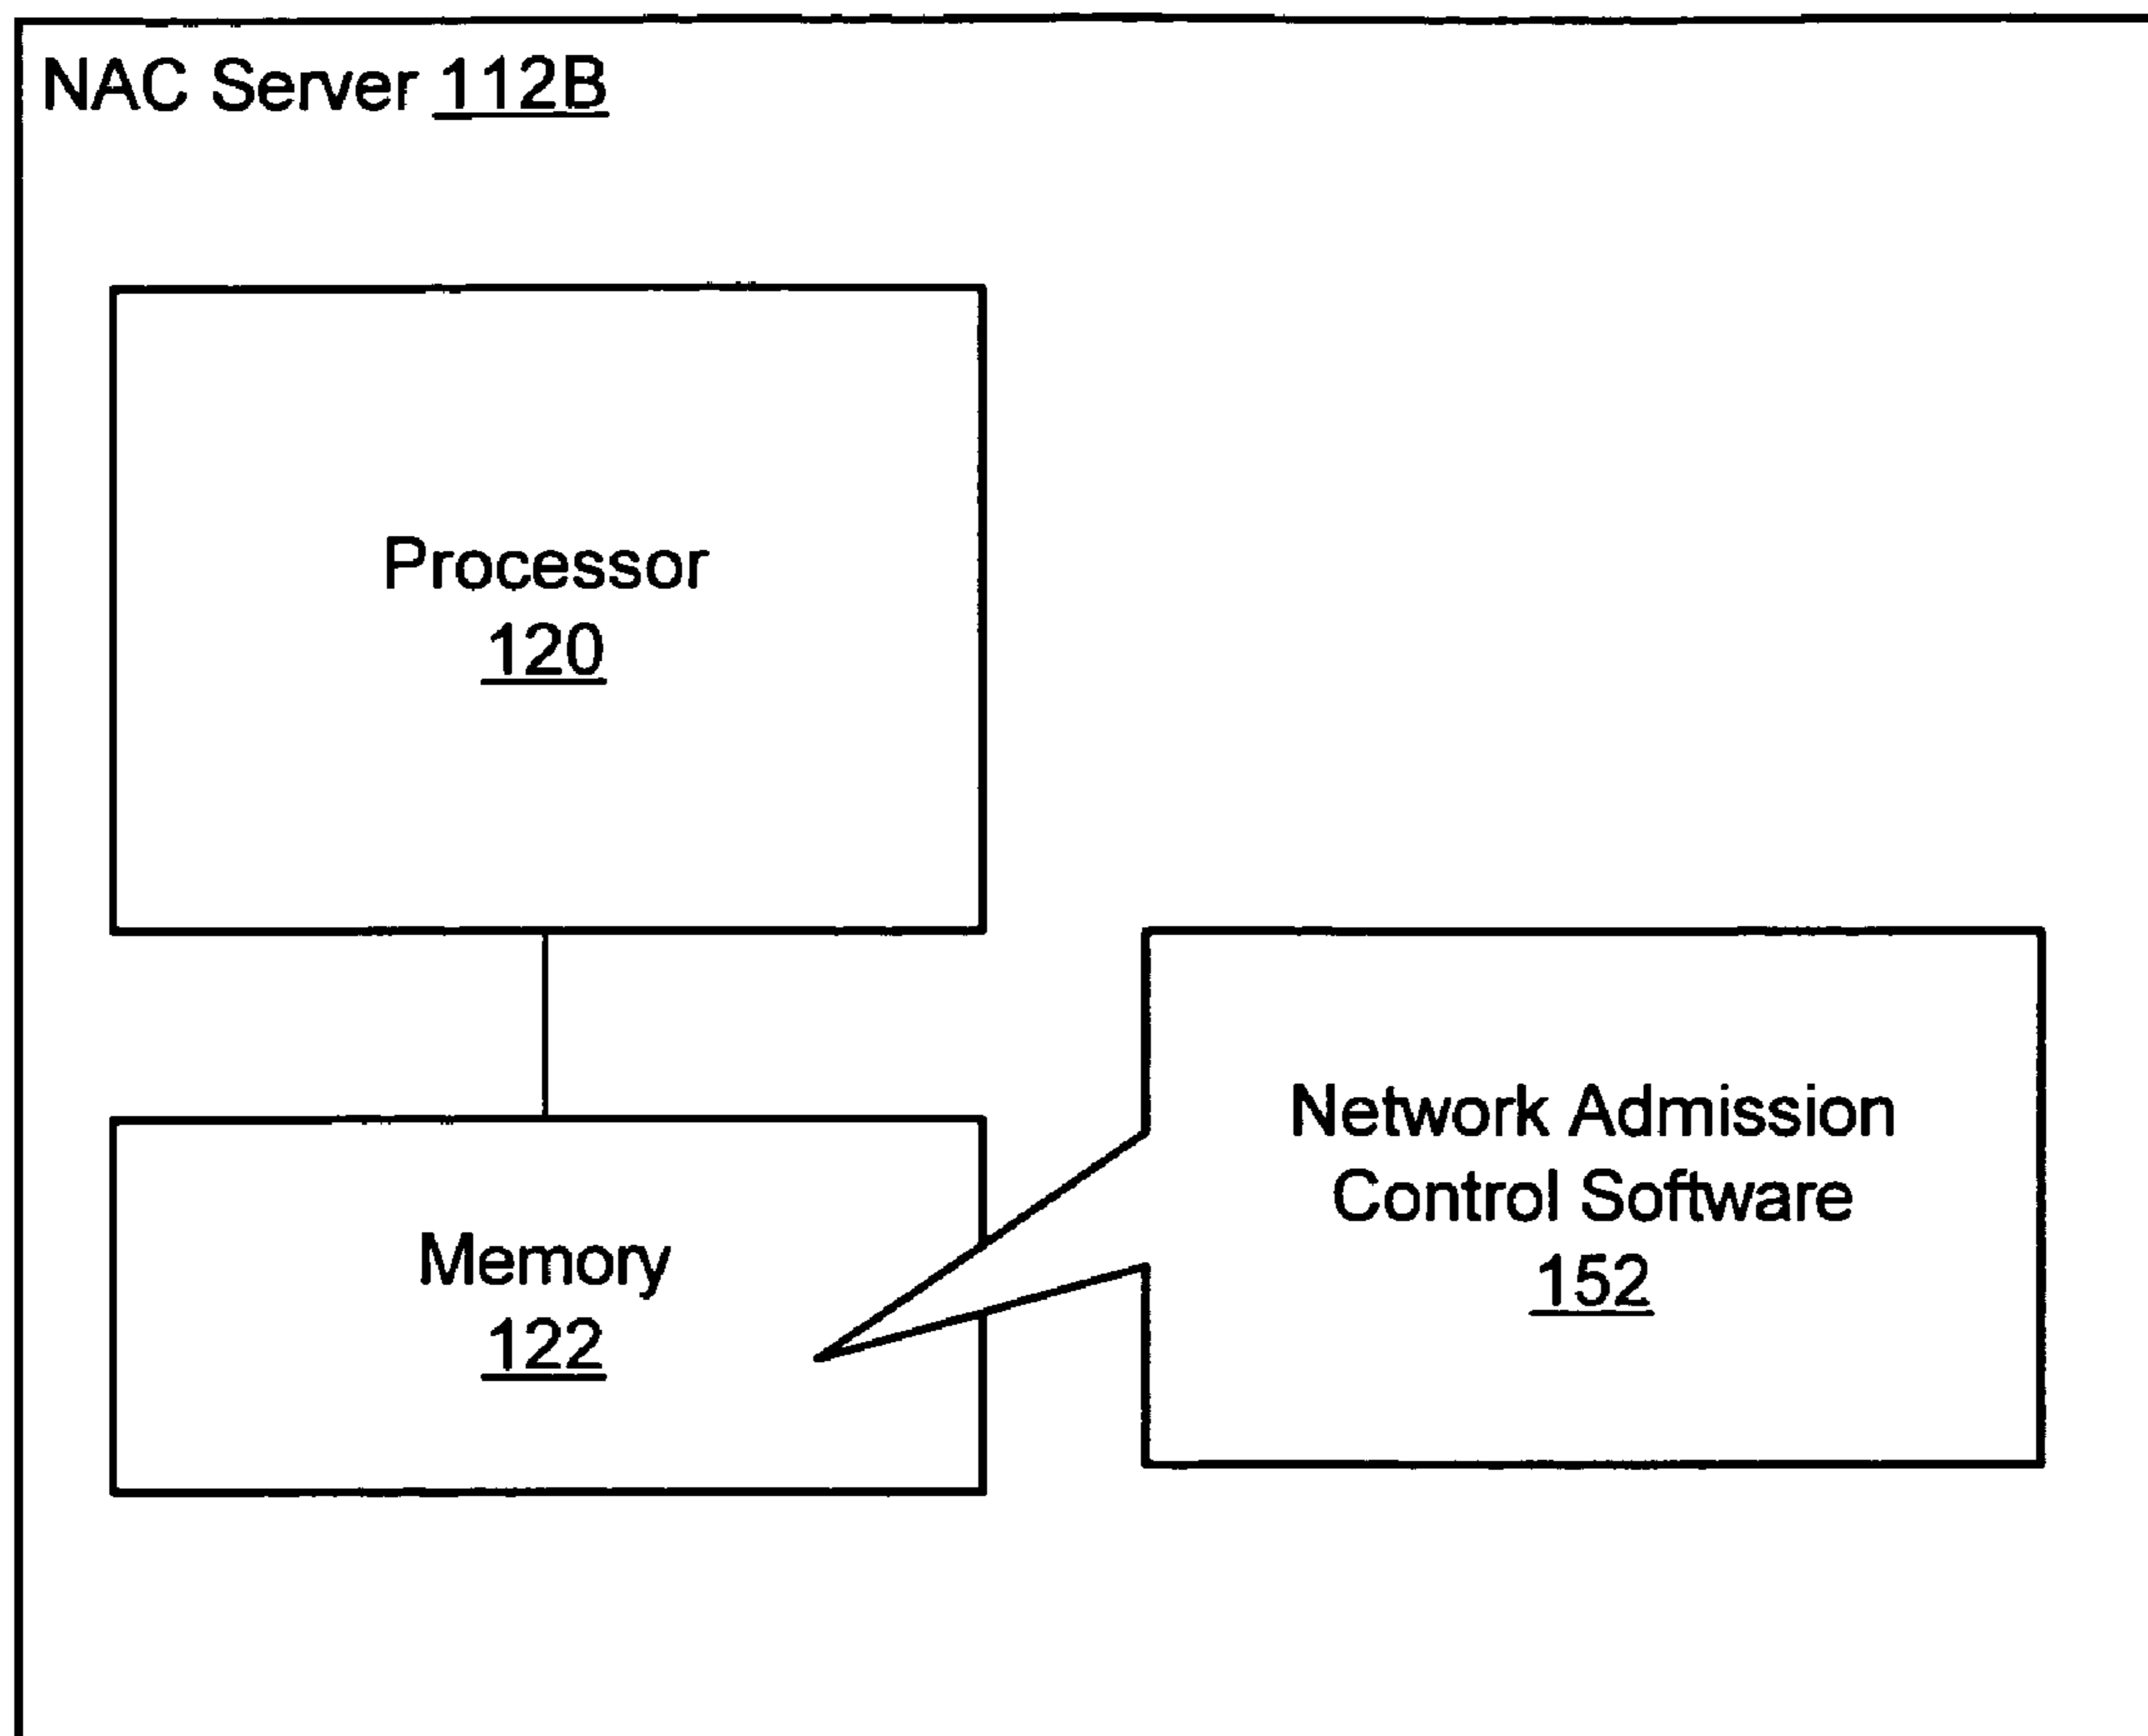 NAC Server 112B
Processor
120
Network Admission
Control Software
152
Memory
122